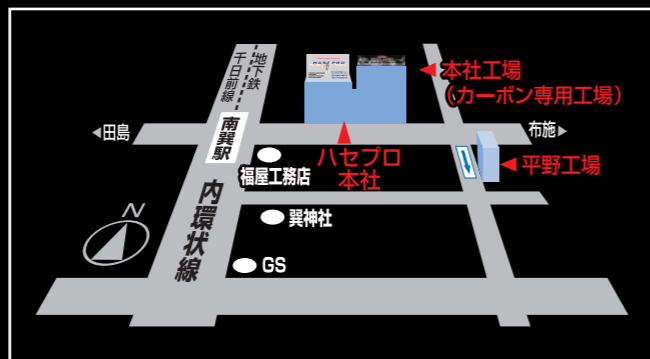 地下鉄
千日前線
本社工場
(カーボン専用工場)
田島
南巽駅
布施
ハセプロ
本社
平野工場
福屋工務店
内環状線
巽神社
N
GS